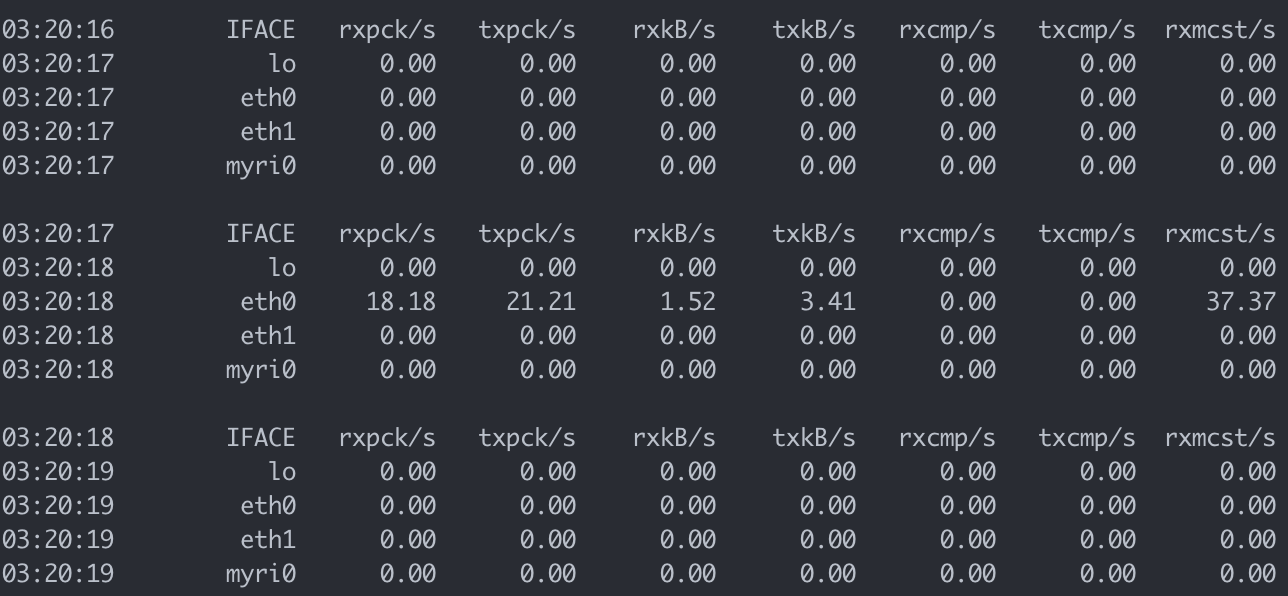 03:20:16 IFACE rxpck/s txpck/s rxkB/s txkB/s rxcmp/s txcmp/s rxmcst/s
03:20:17 lo 0.00 0.00 0.00 0.00 0.00 0.00 0.00
03:20:17 eth0 0.00 0.00 0.00 0.00 0.00 0.00 0.00
03:20:17 eth1 0.00 0.00 0.00 0.00 0.00 0.00 0.00
03:20:17 myri0 0.00 0.00 0.00 0.00 0.00 0.00 0.00
03:20:17 IFACE rxpck/s txpck/s rxkB/s txkB/s rxcmp/s txcmp/s rxmcst/s
03:20:18 lo 0.00 0.00 0.00 0.00 0.00 0.00 0.00
03:20:18 eth0 18.18 21.21 1.52 3.41 0.00 0.00 37.37
03:20:18 eth1 0.00 0.00 0.00 0.00 0.00 0.00 0.00
03:20:18 myri0 0.00 0.00 0.00 0.00 0.00 0.00 0.00
03:20:18 IFACE rxpck/s txpck/s rxkB/s txkB/s rxcmp/s txcmp/s rxmcst/s
03:20:19 lo 0.00 0.00 0.00 0.00 0.00 0.00 0.00
03:20:19 eth0 0.00 0.00 0.00 0.00 0.00 0.00 0.00
03:20:19 eth1 0.00 0.00 0.00 0.00 0.00 0.00 0.00
03:20:19 myri0 0.00 0.00 0.00 0.00 0.00 0.00 0.00